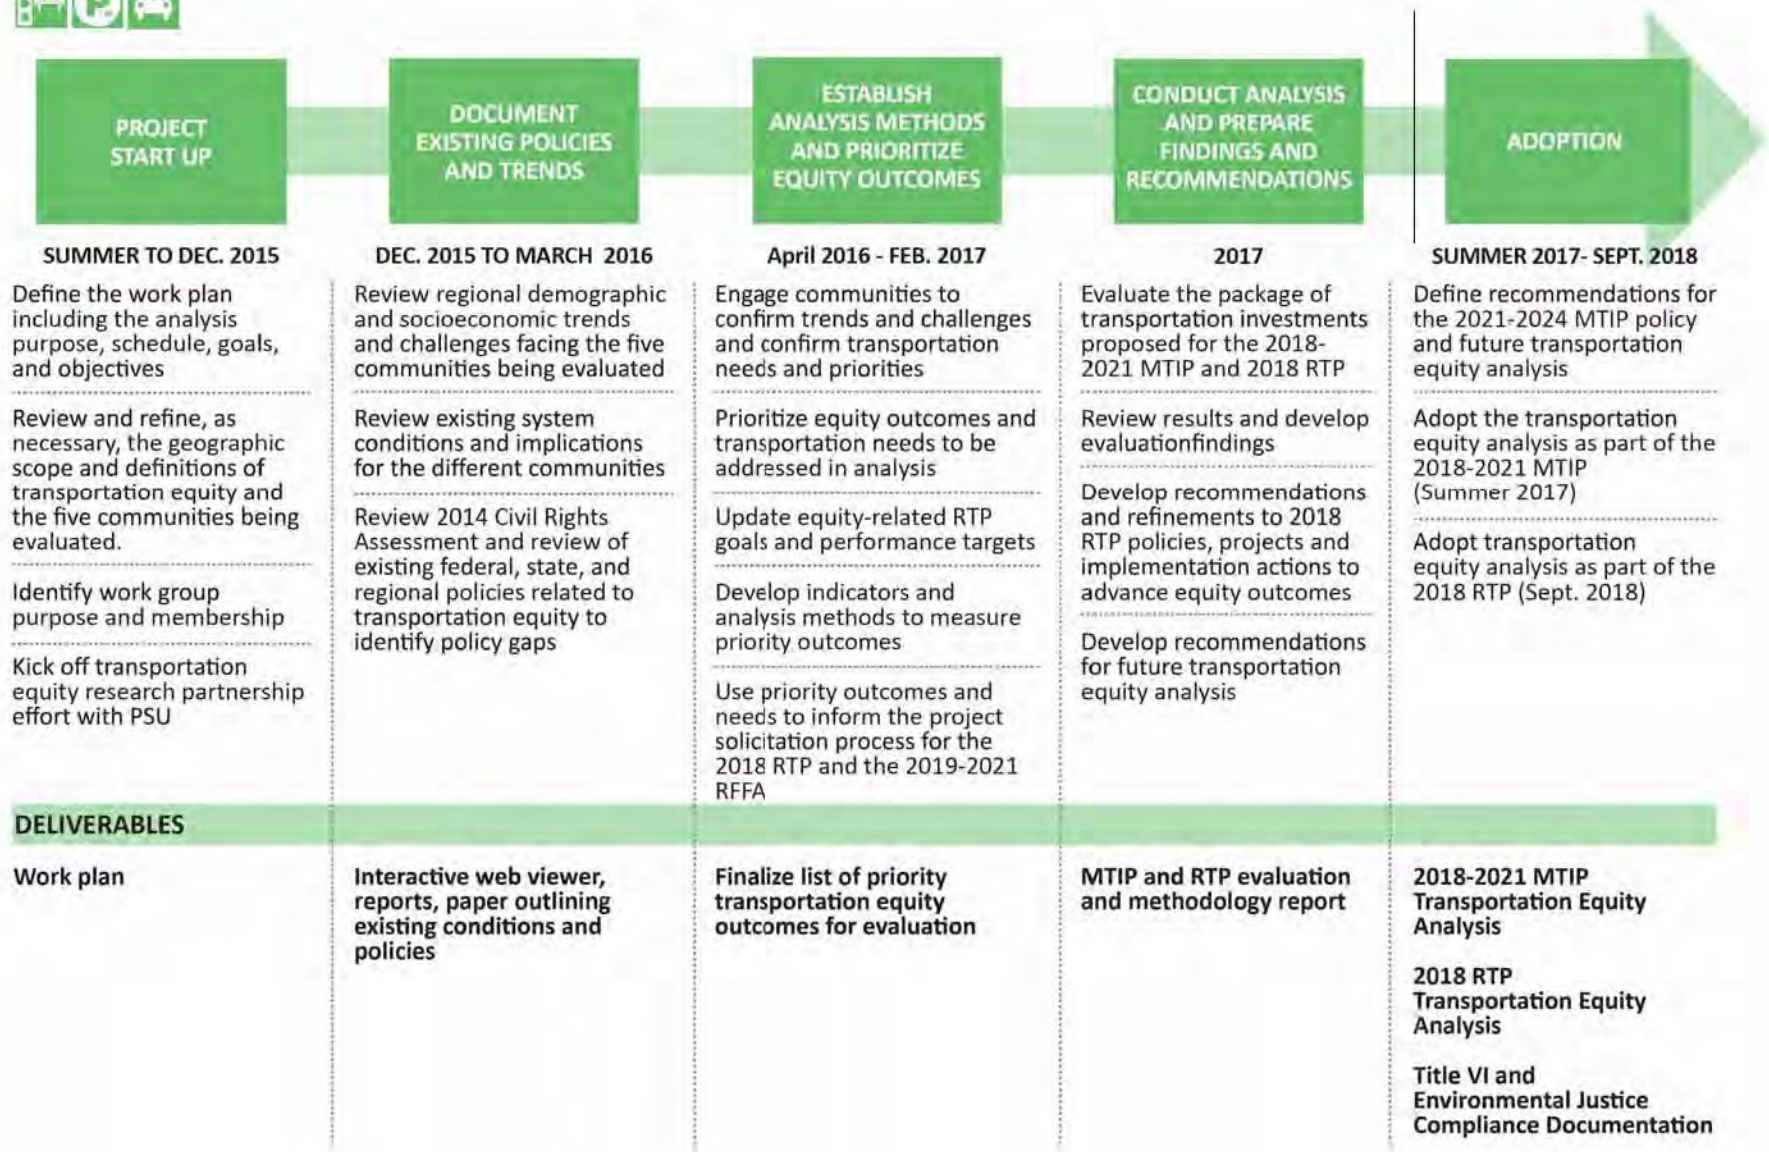 PROJECT
START UP
DOCUMENT
EXISTING POLICIES
AND TRENDS
ESTABLISH
ANALYSIS METHODS
AND PRIORITIZE
EQUITY OUTCOMES
CONDUCT ANALYSIS
AND PREPARE
FINDINGS AND
RECOMMENDATIONS
ADOPTION
SUMMER TO DEC. 2015
Define the work plan
including the analysis
purpose, schedule, goals,
and objectives
Review and refine, as
necessary, the geographic
scope and definitions of
transportation equity and
the five communities being
evaluated.
Identify work group
purpose and membership
Kick off transportation
equity research partnership
effort with PSU
DEC. 2015 TO MARCH 2016
Review regional demographic
and socioeconomic trends
and challenges facing the five
communities being evaluated
Review existing system
conditions and implications
for the different communities
Review 2014 Civil Rights
Assessment and review of
existing federal, state, and
regional policies related to
transportation equity to
identify policy gaps
April 2016 - FEB. 2017
Engage communities to
confirm trends and challenges
and confirm transportation
needs and priorities
Prioritize equity outcomes and
transportation needs to be
addressed in analysis
Update equity-related RTP
goals and performance targets
Develop indicators and
analysis methods to measure
priority outcomes
Use priority outcomes and
needs to inform the project
solicitation process for the
2018 RTP and the 2019-2021
RFFA
2017
Evaluate the package of
transportation investments
proposed for the 2018-
2021 MTIP and 2018 RTP
Review results and develop
evaluationfindings
Develop recommendations
and refinements to 2018
RTP policies, projects and
implementation actions to
advance equity outcomes
Develop recommendations
for future transportation
equity analysis
SUMMER 2017- SEPT. 2018
Define recommendations for
the 2021-2024 MTIP policy
and future transportation
equity analysis
Adopt the transportation
equity analysis as part of the
2018-2021 MTIP
(Summer 2017)
Adopt transportation
equity analysis as part of the
2018 RTP (Sept. 2018)
DELIVERABLES
Work plan
Interactive web viewer,
reports, paper outlining
existing conditions and
policies
Finalize list of priority
transportation equity
outcomes for evaluation
MTIP and RTP evaluation
and methodology report
2018-2021 MTIP
Transportation Equity
Analysis
2018 RTP
Transportation Equity
Analysis
Title VI and
Environmental Justice
Compliance Documentation